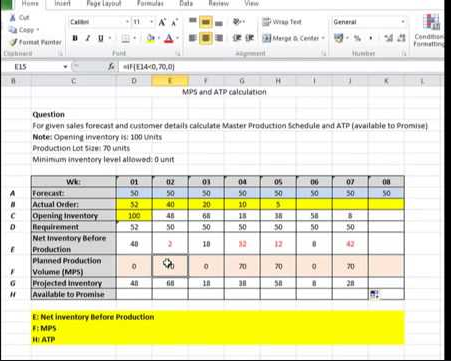 Home Insert Page Layout Formulas Data Review View
Cut
Copy
Format Painter
Clipboard
Calibri 11
B I U
Font
Wrap Text
Merge & Center
Alignment
General
Number
Condition
Formatting
E15 fx =IF(E14<0,70,0)
B C D E F G H I J K L
MPS and ATP calculation
Question
For given sales forecast and customer details calculate Master Production Schedule and ATP (available to Promise)
Note: Opening inventory is: 100 Units
Production Lot Size: 70 units
Minimum inventory level allowed: 0 unit
Wk: 01 02 03 04 05 06 07 08
A Forecast: 50 50 50 50 50 50 50 50
B Actual Order: 52 40 20 10 5
C Opening Inventory 100 48 68 18 38 58 8
D Requirement 52 50 50 50 50 50 50
E Net Inventory Before Production 48 2 18 32 12 8 42
F Planned Production Volume (MPS) 0 0 70 70 0 70
G Projected Inventory 48 68 18 38 58 8 28
H Available to Promise
E: Net inventory Before Production
F: MPS
H: ATP